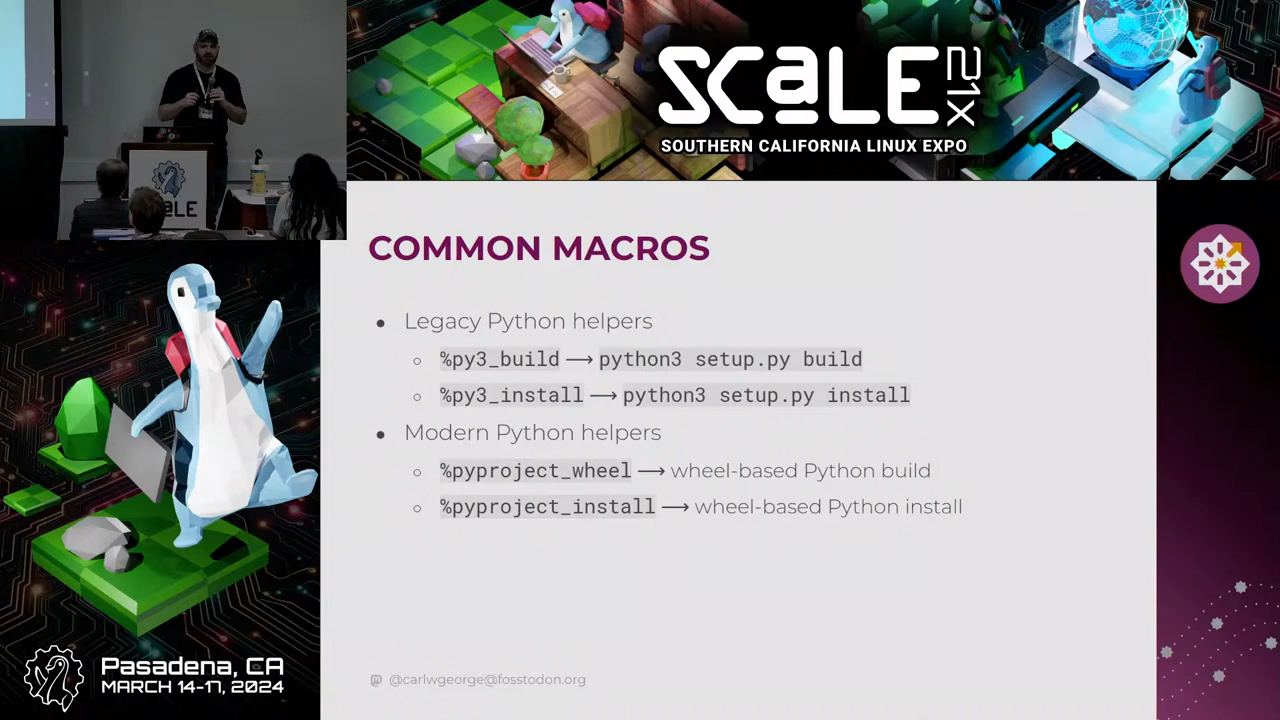 SCaLE 21X
SOUTHERN CALIFORNIA LINUX EXPO
aLE
COMMON MACROS
● Legacy Python helpers
○ %py3_build ⟶ python3 setup.py build
○ %py3_install ⟶ python3 setup.py install
● Modern Python helpers
○ %pyproject_wheel ⟶ wheel-based Python build
○ %pyproject_install ⟶ wheel-based Python install
@carlwgeorge@fosstodon.org
Pasadena, CA
MARCH 14-17, 2024